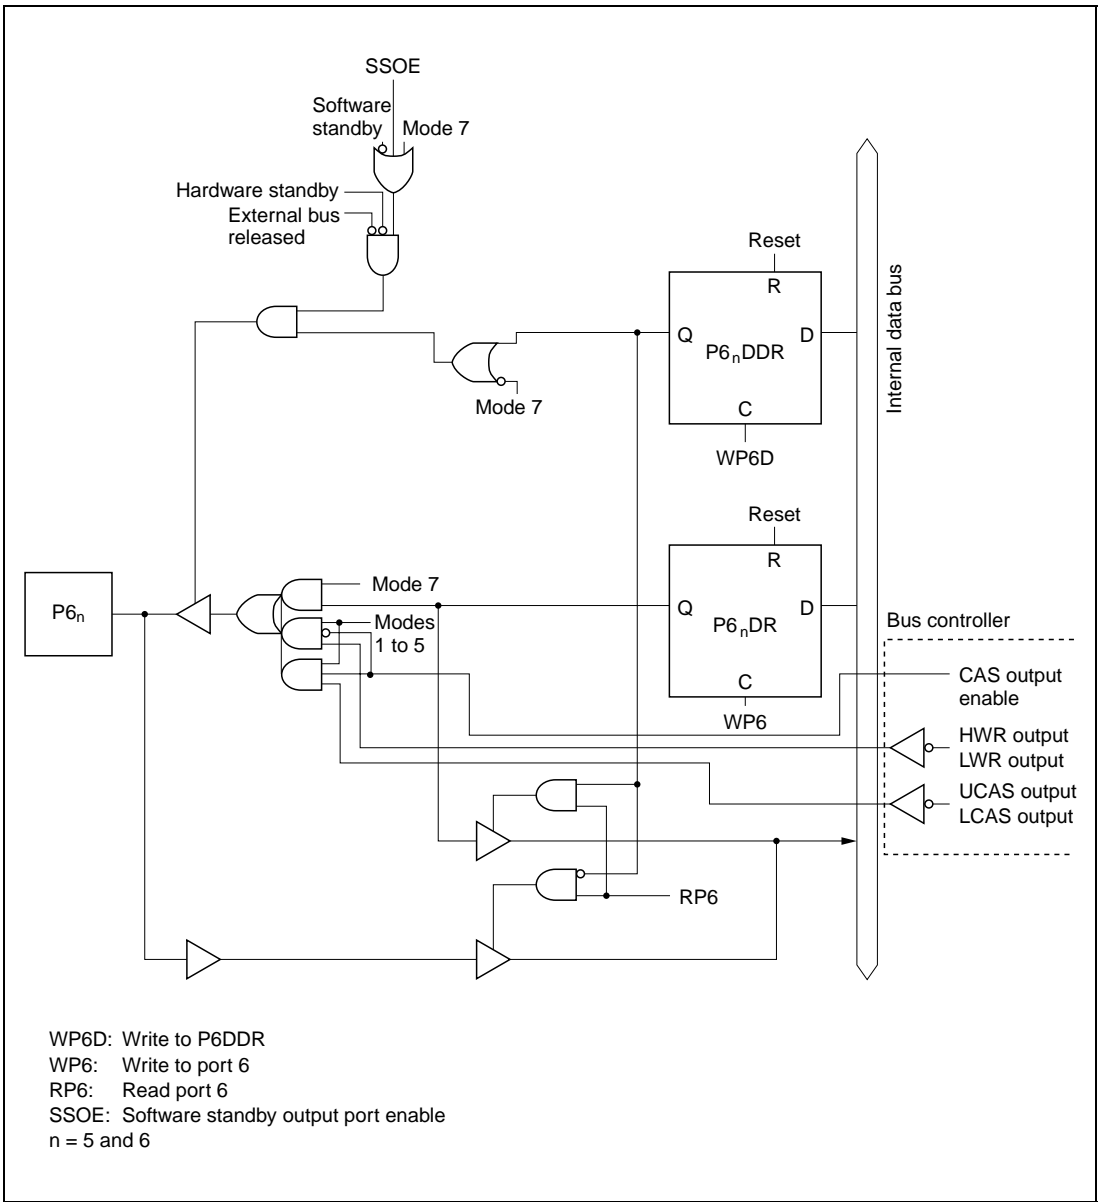 SSOE
Software
standby
Mode 7
Hardware standby
External bus
released
Reset
R
Q
P6nDDR
D
C
WP6D
Mode 7
Internal data bus
Reset
R
Q
P6nDR
D
C
WP6
P6n
Mode 7
Modes
1 to 5
Bus controller
CAS output
enable
HWR output
LWR output
UCAS output
LCAS output
RP6
WP6D: Write to P6DDR
WP6: Write to port 6
RP6: Read port 6
SSOE: Software standby output port enable
n = 5 and 6